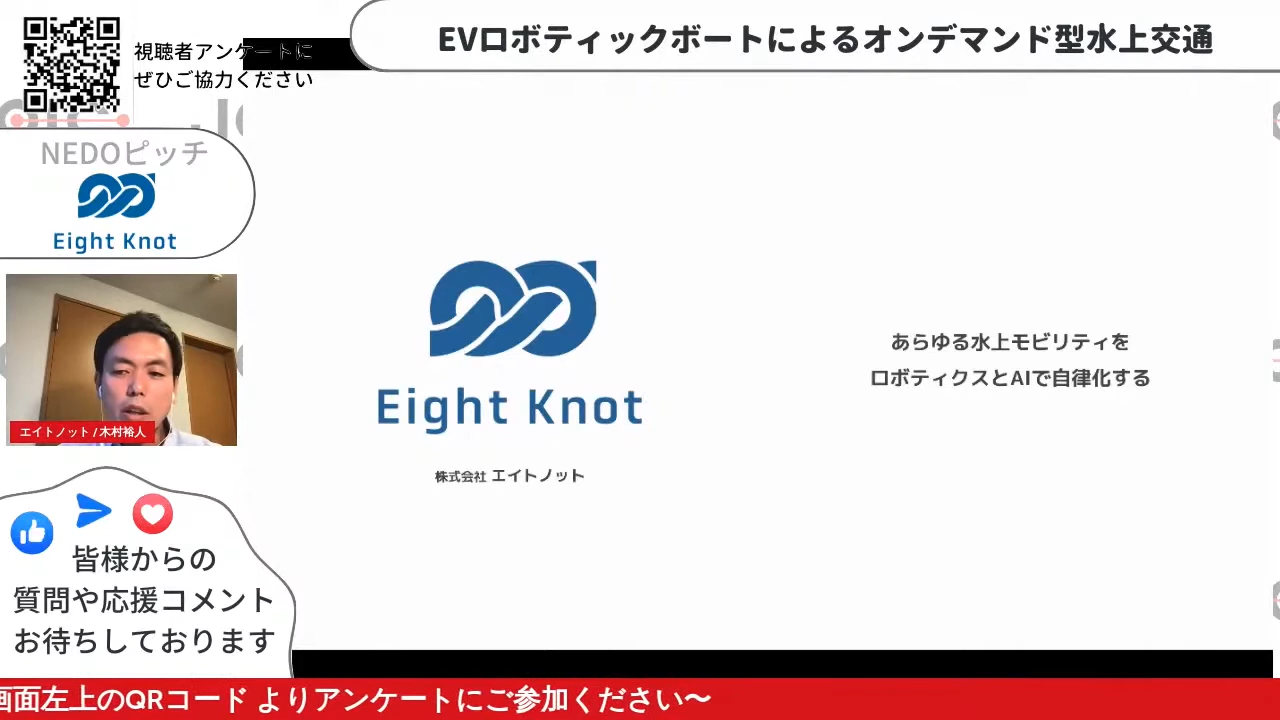 視聴者アンケートに
ぜひご協力ください
EVロボティックボートによるオンデマンド型水上交通
NEDOピッチ
Eight Knot
エイトノット / 木村裕人
Eight Knot
株式会社 エイトノット
あらゆる水上モビリティを
ロボティクスとAIで自律化する
皆様からの
質問や応援コメント
お待ちしております
画面左上のQRコード よりアンケートにご参加ください〜